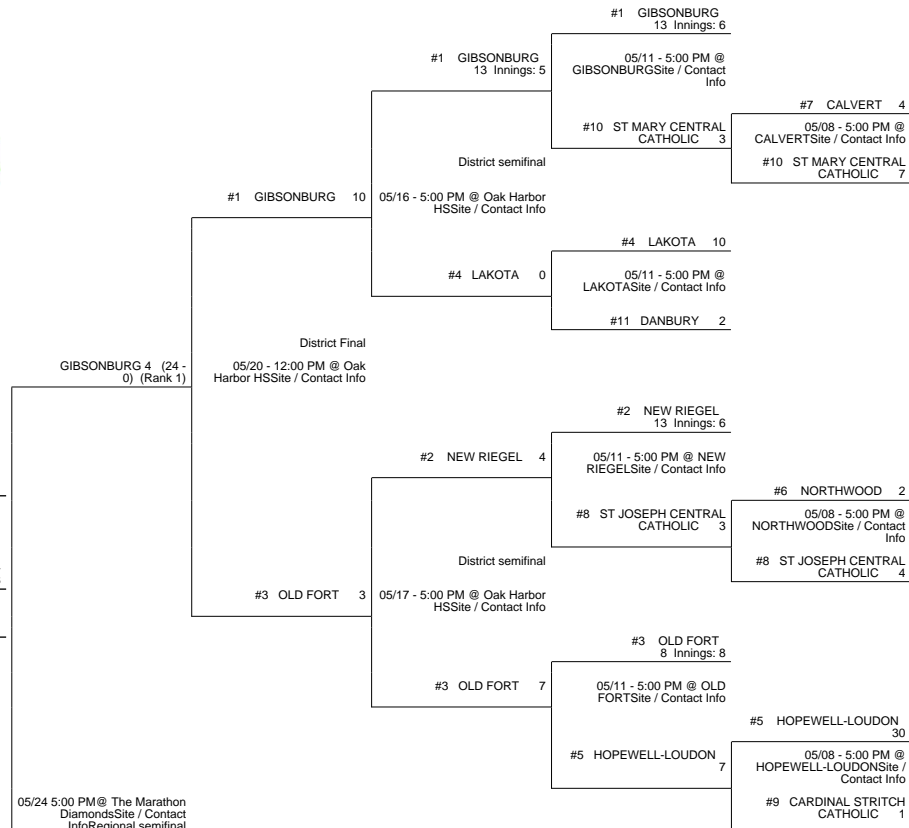 #1 GIBSONBURG
13 Innings: 6
#1 GIBSONBURG
13 Innings: 5
05/11 - 5:00 PM @
GIBSONBURGSite / Contact
Info
#7 CALVERT 4
#10 ST MARY CENTRAL
CATHOLIC 3
05/08 - 5:00 PM @
CALVERTSite / Contact Info
District semifinal
#10 ST MARY CENTRAL
CATHOLIC 7
#1 GIBSONBURG 10
05/16 - 5:00 PM @ Oak Harbor
HSSite / Contact Info
#4 LAKOTA 10
#4 LAKOTA 0
05/11 - 5:00 PM @
LAKOTASite / Contact Info
#11 DANBURY 2
District Final
GIBSONBURG 4 (24 -
0) (Rank 1)
05/20 - 12:00 PM @ Oak
Harbor HSSite / Contact Info
#2 NEW RIEGEL
13 Innings: 6
#2 NEW RIEGEL 4
05/11 - 5:00 PM @ NEW
RIEGELSite / Contact Info
#6 NORTHWOOD 2
#8 ST JOSEPH CENTRAL
CATHOLIC 3
05/08 - 5:00 PM @
NORTHWOODSite / Contact
Info
District semifinal
#8 ST JOSEPH CENTRAL
CATHOLIC 4
#3 OLD FORT 3
05/17 - 5:00 PM @ Oak Harbor
HSSite / Contact Info
#3 OLD FORT
8 Innings: 8
#3 OLD FORT 7
05/11 - 5:00 PM @ OLD
FORTSite / Contact Info
#5 HOPEWELL-LOUDON
30
#5 HOPEWELL-LOUDON
7
05/08 - 5:00 PM @
HOPEWELL-LOUDONSite /
Contact Info
05/24 5:00 PM@ The Marathon
DiamondsSite / Contact
InfoRegional semifinal
#9 CARDINAL STRITCH
CATHOLIC 1